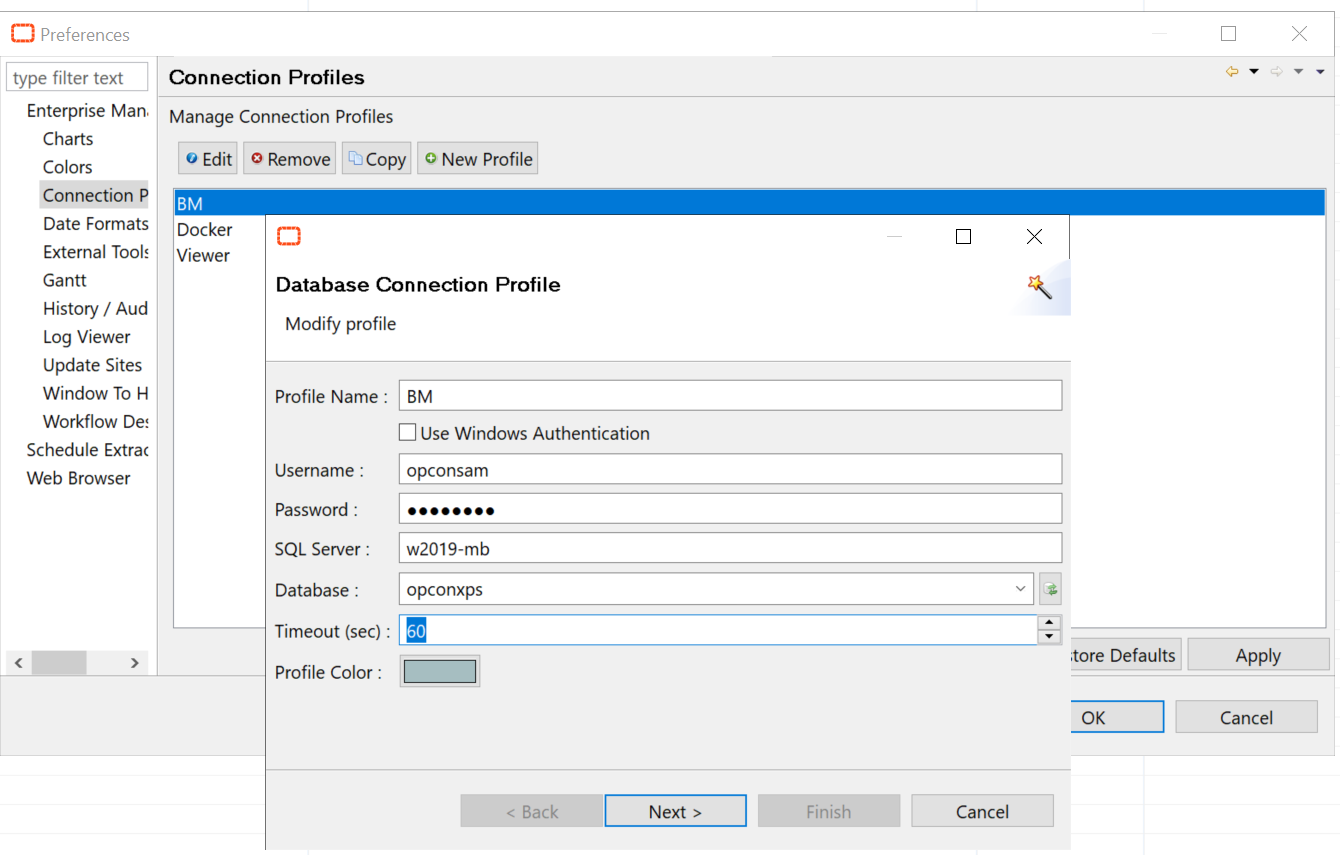 Preferences
type filter text
Connection Profiles
Enterprise Man
Manage Connection Profiles
Charts
Colors
Connection P
Date Formats
External Tools
Gantt
History / Aud
Log Viewer
Update Sites
Window To H
Workflow Des
Schedule Extrac
Web Browser
Edit Remove Copy New Profile
BM
Docker
Viewer
Database Connection Profile
Modify profile
Profile Name : BM
Use Windows Authentication
Username : opconsam
Password : ●●●●●●●●
SQL Server : w2019-mb
Database : opconxps
Timeout (sec) : 60
Profile Color :
< Back Next > Finish Cancel
store Defaults Apply
OK Cancel